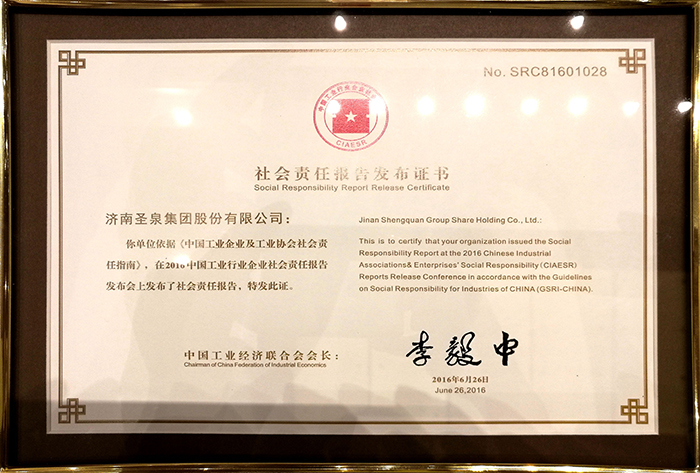 No. SRC81601028
CIAESR
社会责任报告发布证书
Social Responsibility Report Release Certificate
济南圣泉集团股份有限公司：
你单位依据《中国工业企业及工业协会社会责
任指南》，在2016中国工业行业企业社会责任报告
发布会上发布了社会责任报告，特发此证。
Jinan Shengquan Group Share Holding Co., Ltd.:
This is to certify that your organization issued the Social
Responsibility Report at the 2016 Chinese Industrial
Associations& Enterprises' Social Responsibility（CIAESR）
Reports Release Conference in accordance with the Guidelines
on Social Responsibility for Industries of CHINA (GSRI-CHINA).
中国工业经济联合会会长：
Chairman of China Federation of Industrial Economics
李毅中
2016年6月26日
June 26,2016